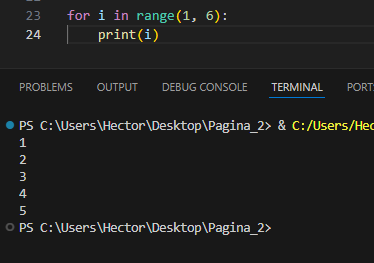 22
23 for i in range(1, 6):
24 print(i)
PROBLEMS OUTPUT DEBUG CONSOLE TERMINAL PORT
PS C:\Users\Hector\Desktop\Pagina_2> & C:/Users/Hec
1
2
3
4
5
PS C:\Users\Hector\Desktop\Pagina_2>